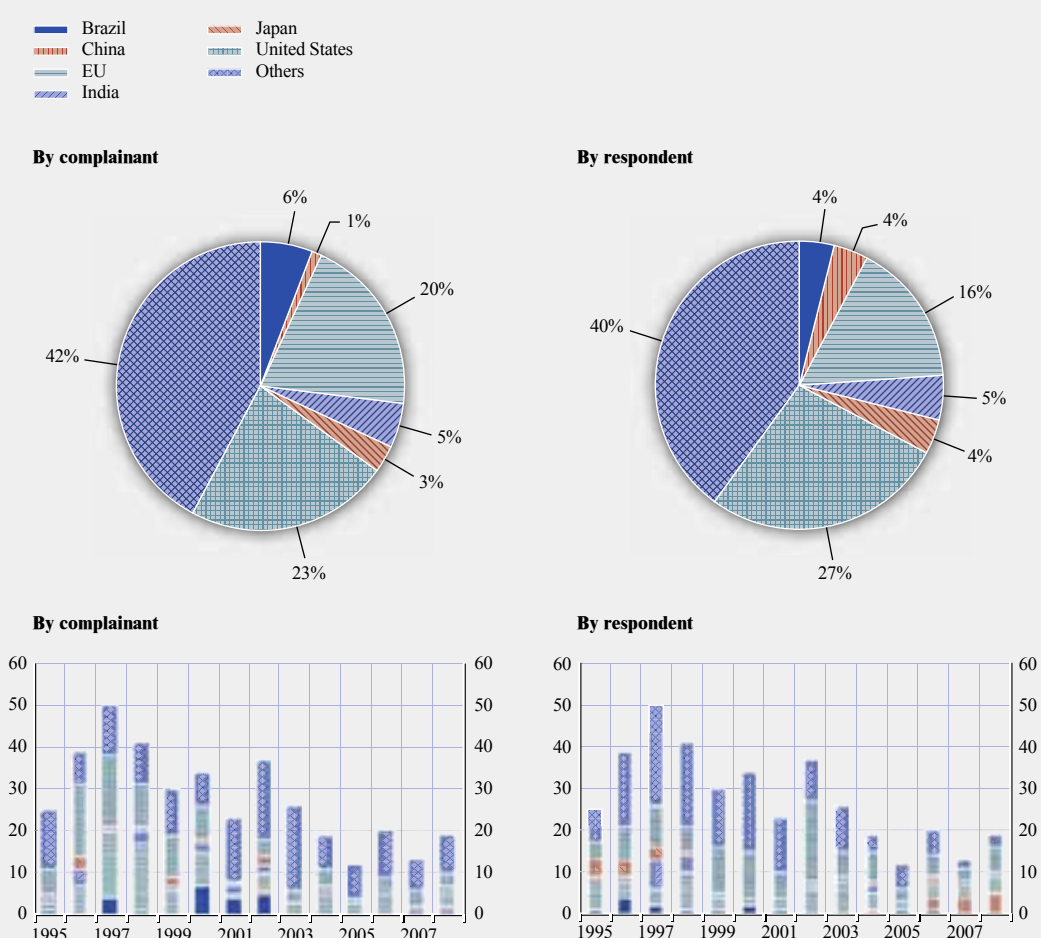 Brazil
China
EU
India
Japan
United States
Others
By complainant
6%
1%
20%
5%
3%
23%
42%
By respondent
4%
4%
16%
5%
4%
27%
40%
By complainant
60 60
50 50
40 40
30 30
20 20
10 10
0 0
1995 1997 1999 2001 2003 2005 2007
By respondent
60 60
50 50
40 40
30 30
20 20
10 10
0 0
1995 1997 1999 2001 2003 2005 2007